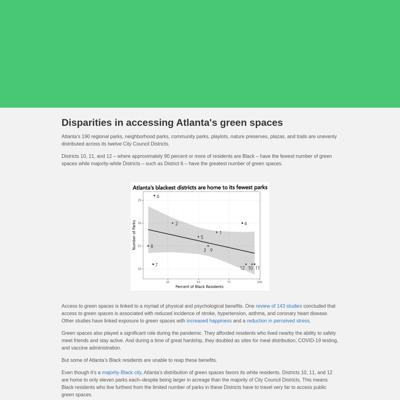 Disparities in accessing Atlanta's green spaces
Atlanta's 190 regional parks, neighborhood parks, community parks, playlots, nature preserves, plazas, and trails are unevenly
distributed across its twelve City Council Districts.
Districts 10, 11, and 12 – where approximately 90 percent or more of residents are Black – have the fewest number of green
spaces while majority-white Districts – such as District 6 – have the greatest number of green spaces.
Atlanta's blackest districts are home to its fewest parks
Number of Parks
6
2
1
5
4
8
3 9
7
12 10 11
Percent of Black Residents
Access to green spaces is linked to a myriad of physical and psychological benefits. One review of 143 studies concluded that
access to green spaces is associated with reduced incidence of stroke, hypertension, asthma, and coronary heart disease.
Other studies have linked exposure to green spaces with increased happiness and a reduction in perceived stress.
Green spaces also played a significant role during the pandemic. They afforded residents who lived nearby the ability to safely
meet friends and stay active. And during a time of great hardship, they doubled as sites for meal distribution, COVID-19 testing,
and vaccine administration.
But some of Atlanta's Black residents are unable to reap these benefits.
Even though it's a majority-Black city, Atlanta's distribution of green spaces favors its white residents. Districts 10, 11, and 12
are home to only eleven parks each–despite being larger in acreage than the majority of City Council Districts. This means
Black residents who live furthest from the limited number of parks in these Districts have to travel very far to access public
green spaces.